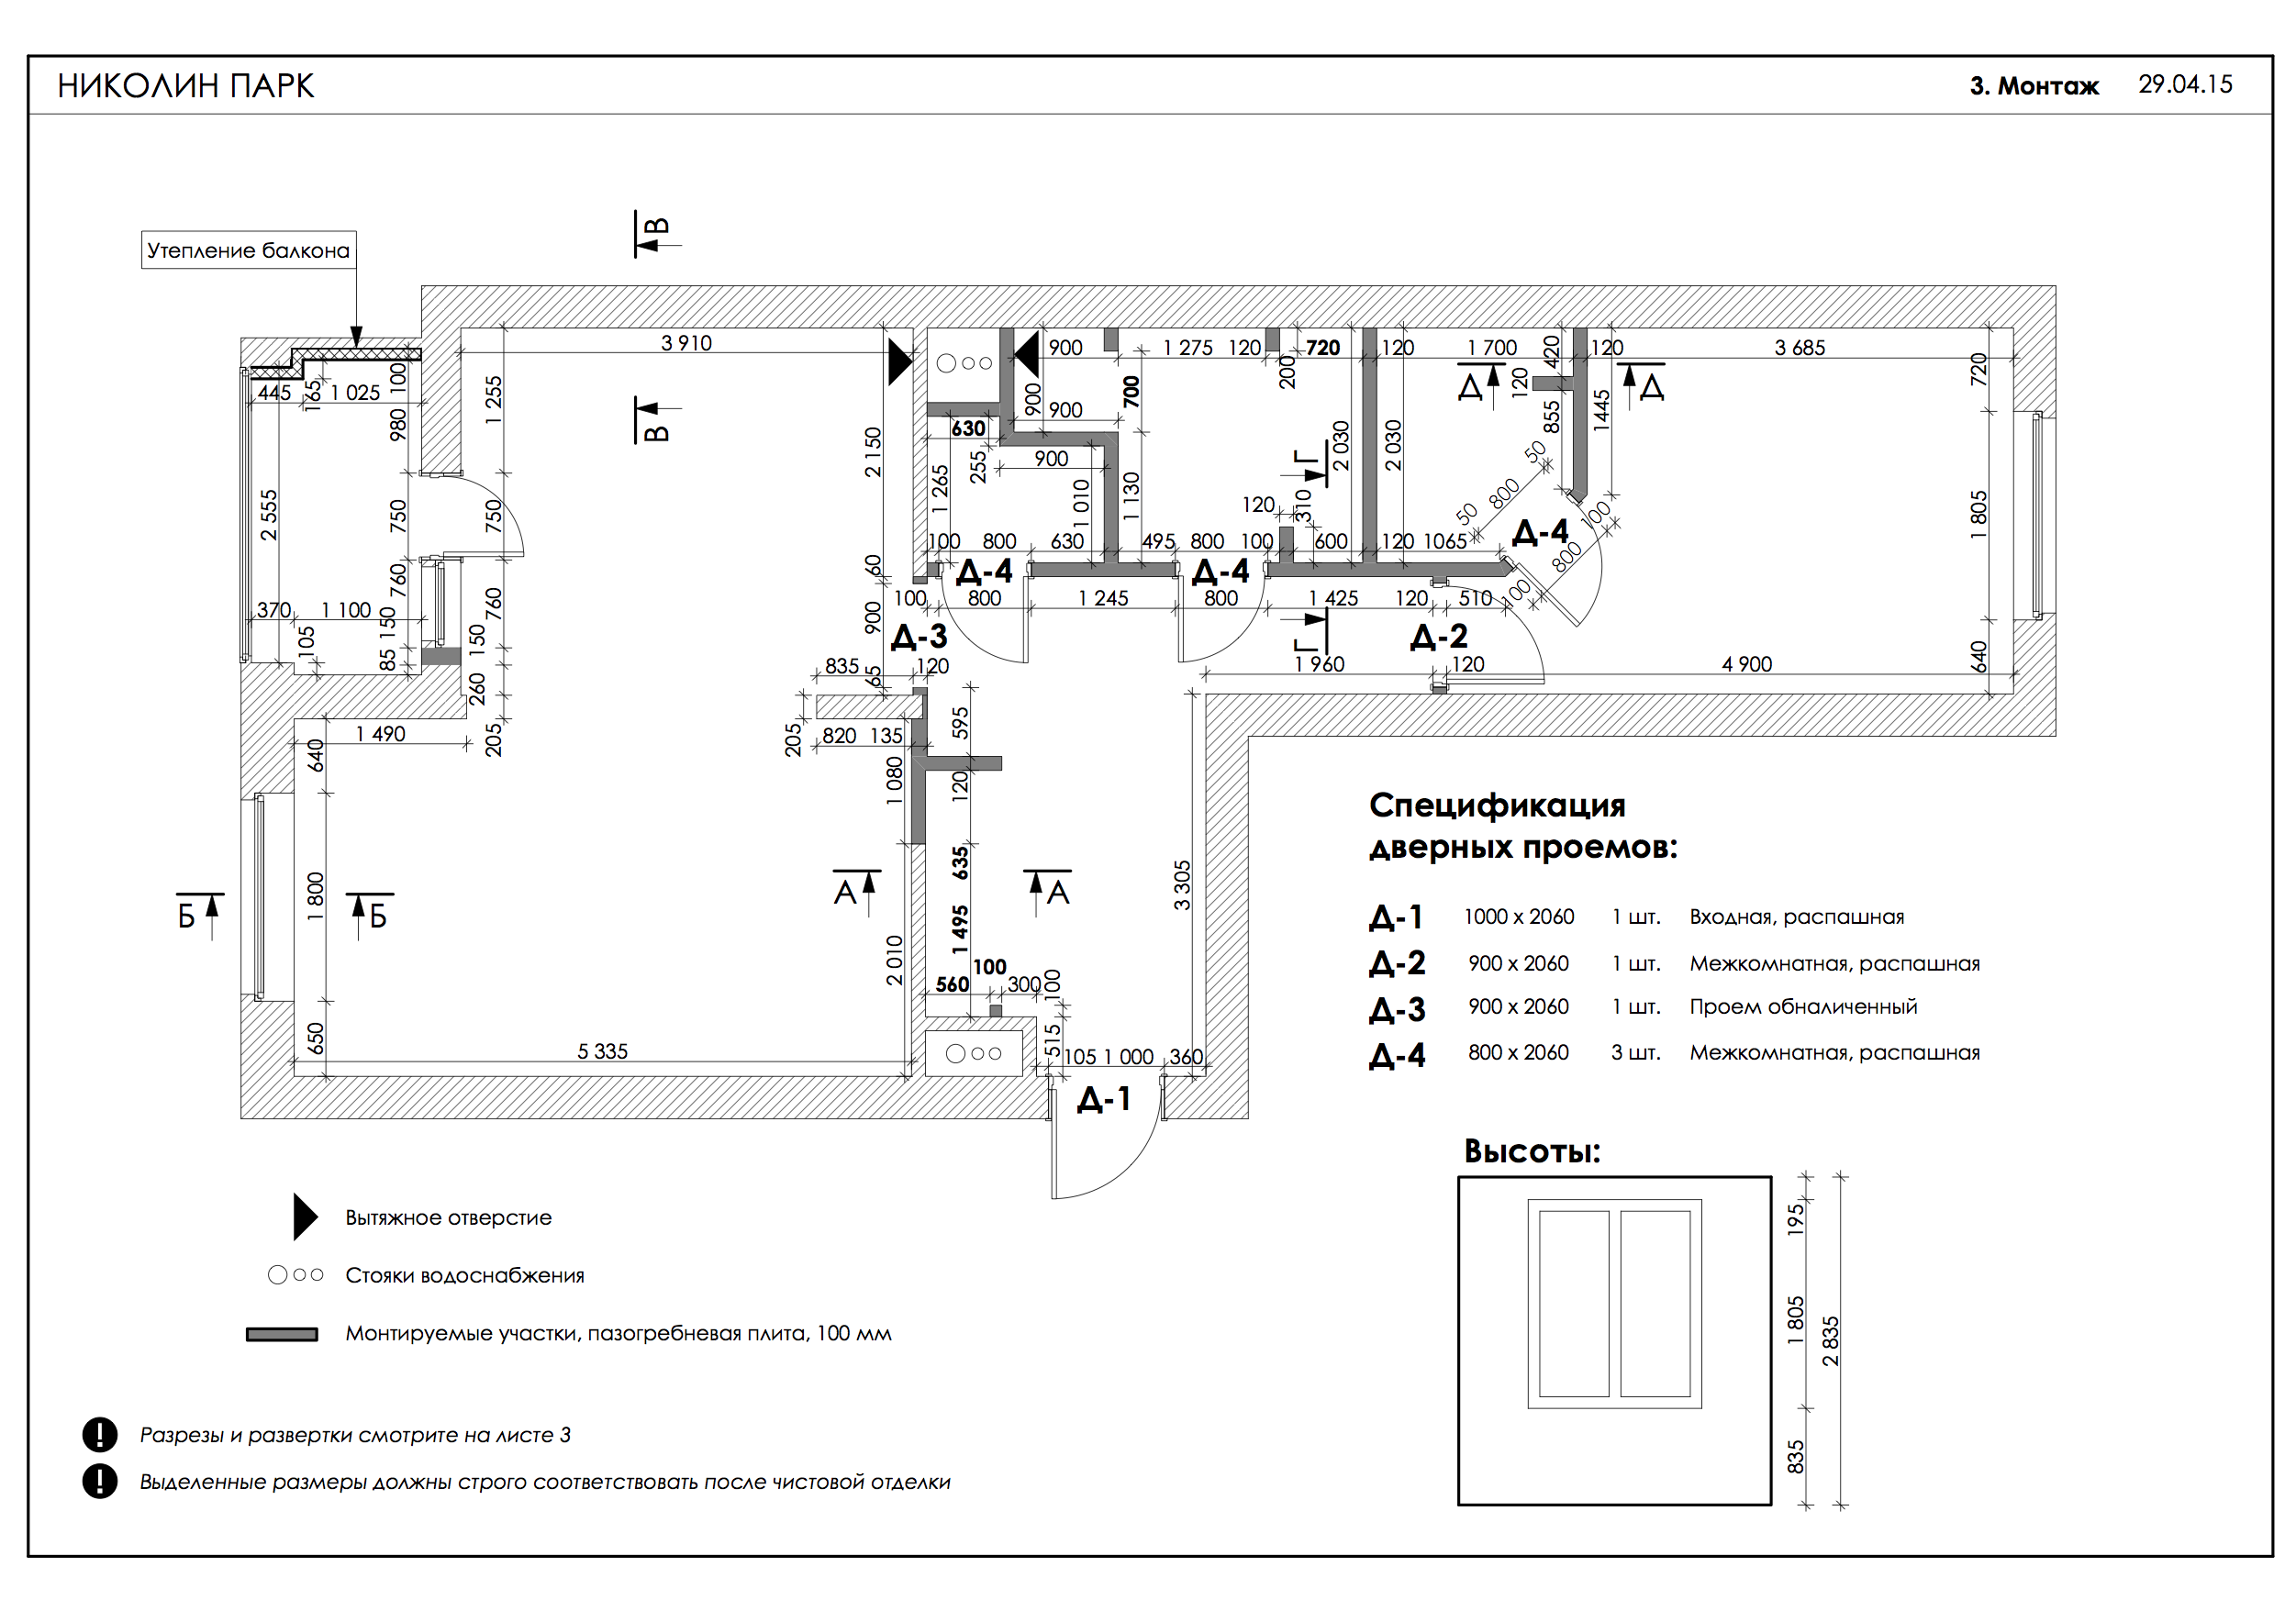 НИКОЛИН ПАРК
3. Монтаж 29.04.15
В
Утепление балкона
3 910
900 1 275 120 720 120 1 700 120 3 685
420
720
445 165 1 025 100
1 255
200
120
Д Д
900
700
900
855
1445
980
В
630
2 150
255
900
Г
2 030
2 030
50
1 265
1 010
1 130
800
50
2 555
750
750
120
310
100
1 805
Д-4
100 800 630 495 800 100 600 120 1065
800
60
Д-4 Д-4
760
760
370 1 100
150
105
85
150
900
100 800 1 245 800 1 425 120 510 100
Д-3
Г
Д-2
640
260
835 120
65
1 960 120 4 900
205
1 490
640
205
820 135
595
1 080
120
1 800
635
3 305
А А
Б Б
1 495
2 010
100
560 300
100
650
5 335
515
105 1 000 360
Д-1
Спецификация
дверных проемов:
Д-1 1000 x 2060 1 шт. Входная, распашная
Д-2 900 x 2060 1 шт. Межкомнатная, распашная
Д-3 900 x 2060 1 шт. Проем обналиченный
Д-4 800 x 2060 3 шт. Межкомнатная, распашная
Высоты:
195
1 805
2 835
835
Вытяжное отверстие
Стояки водоснабжения
Монтируемые участки, пазогребневая плита, 100 мм
! Разрезы и развертки смотрите на листе 3
! Выделенные размеры должны строго соответствовать после чистовой отделки